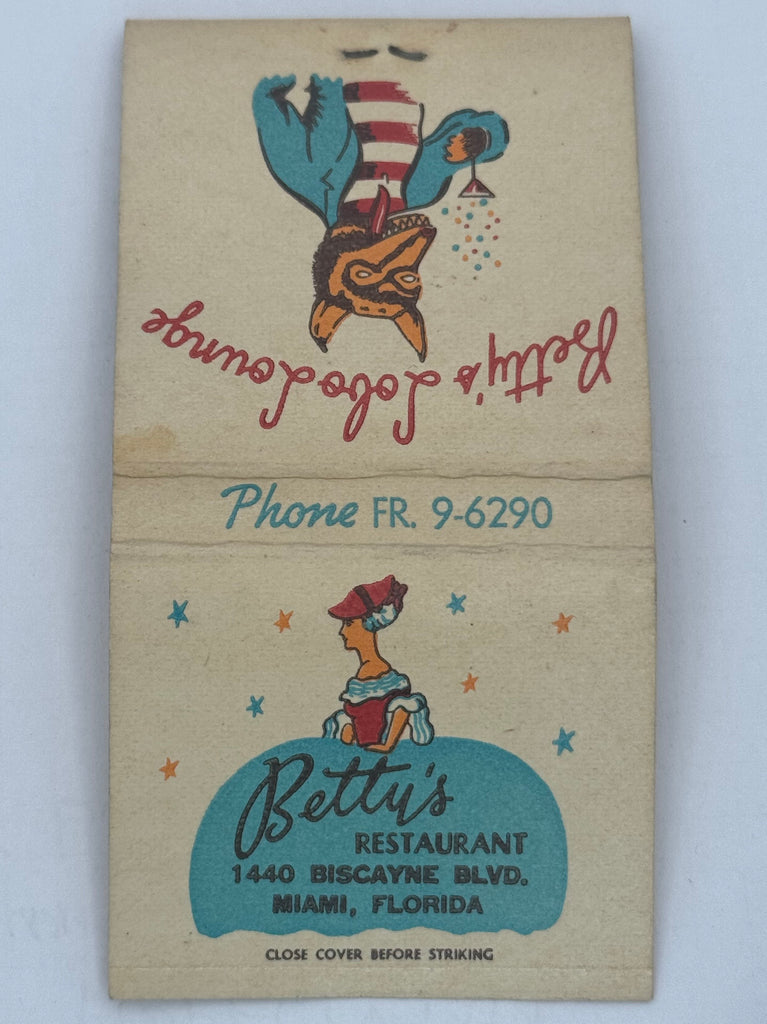 Betty's Lobo Lounge
Phone FR. 9-6290
Betty's
RESTAURANT
1440 BISCAYNE BLVD.
MIAMI, FLORIDA
CLOSE COVER BEFORE STRIKING